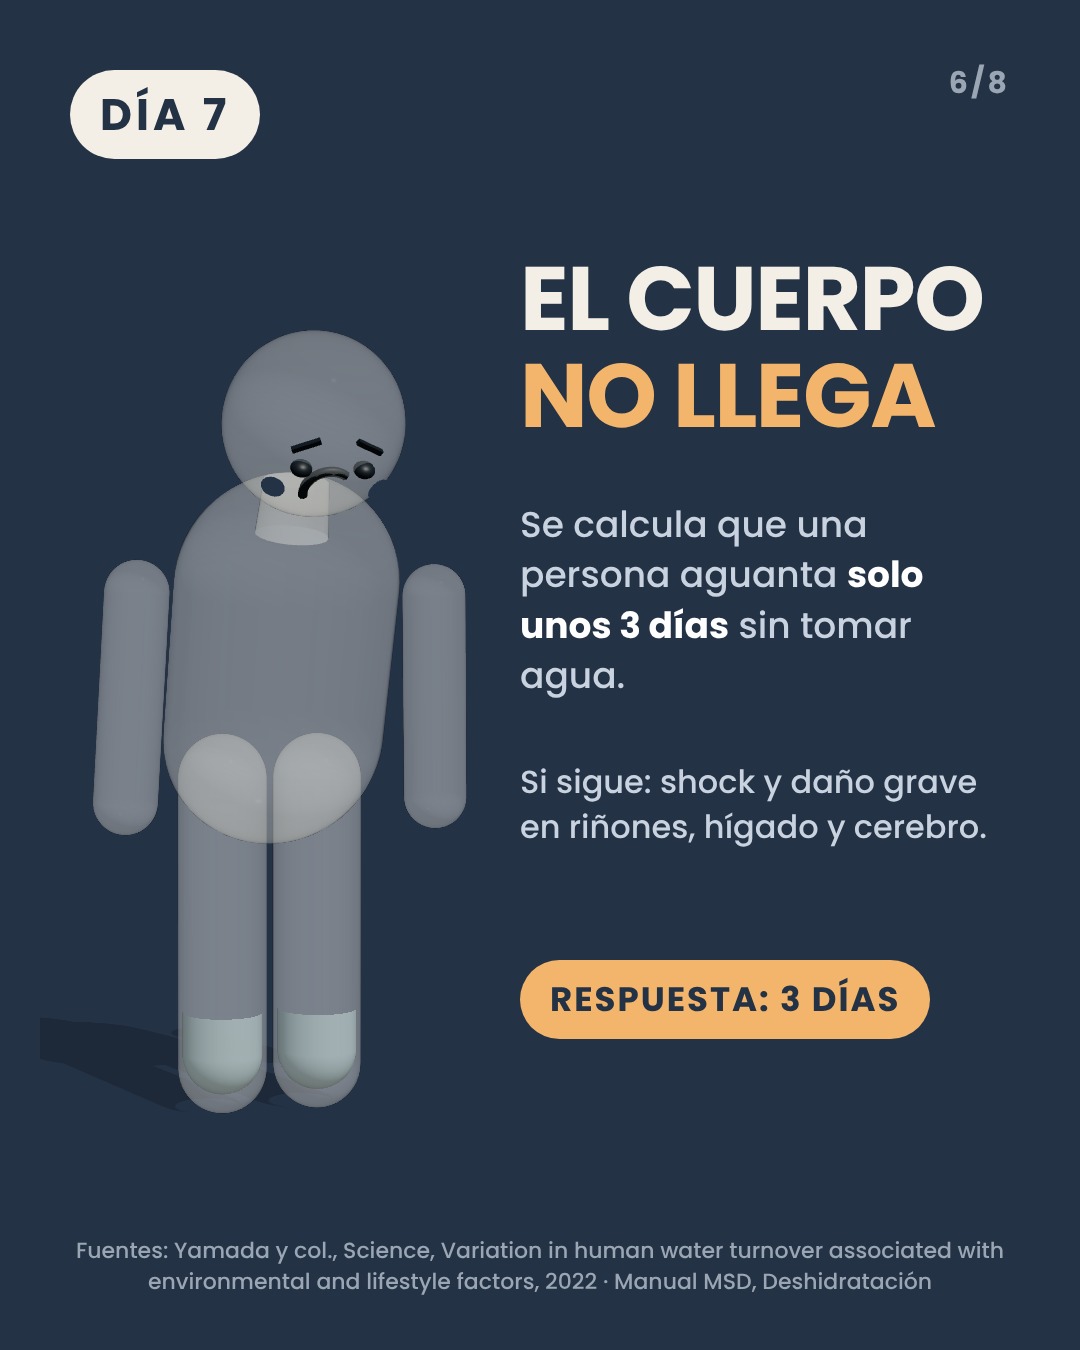 DÍA 7
6/8
EL CUERPO
NO LLEGA
Se calcula que una
persona aguanta solo
unos 3 días sin tomar
agua.
Si sigue: shock y daño grave
en riñones, hígado y cerebro.
RESPUESTA: 3 DÍAS
Fuentes: Yamada y col., Science, Variation in human water turnover associated with
environmental and lifestyle factors, 2022 · Manual MSD, Deshidratación